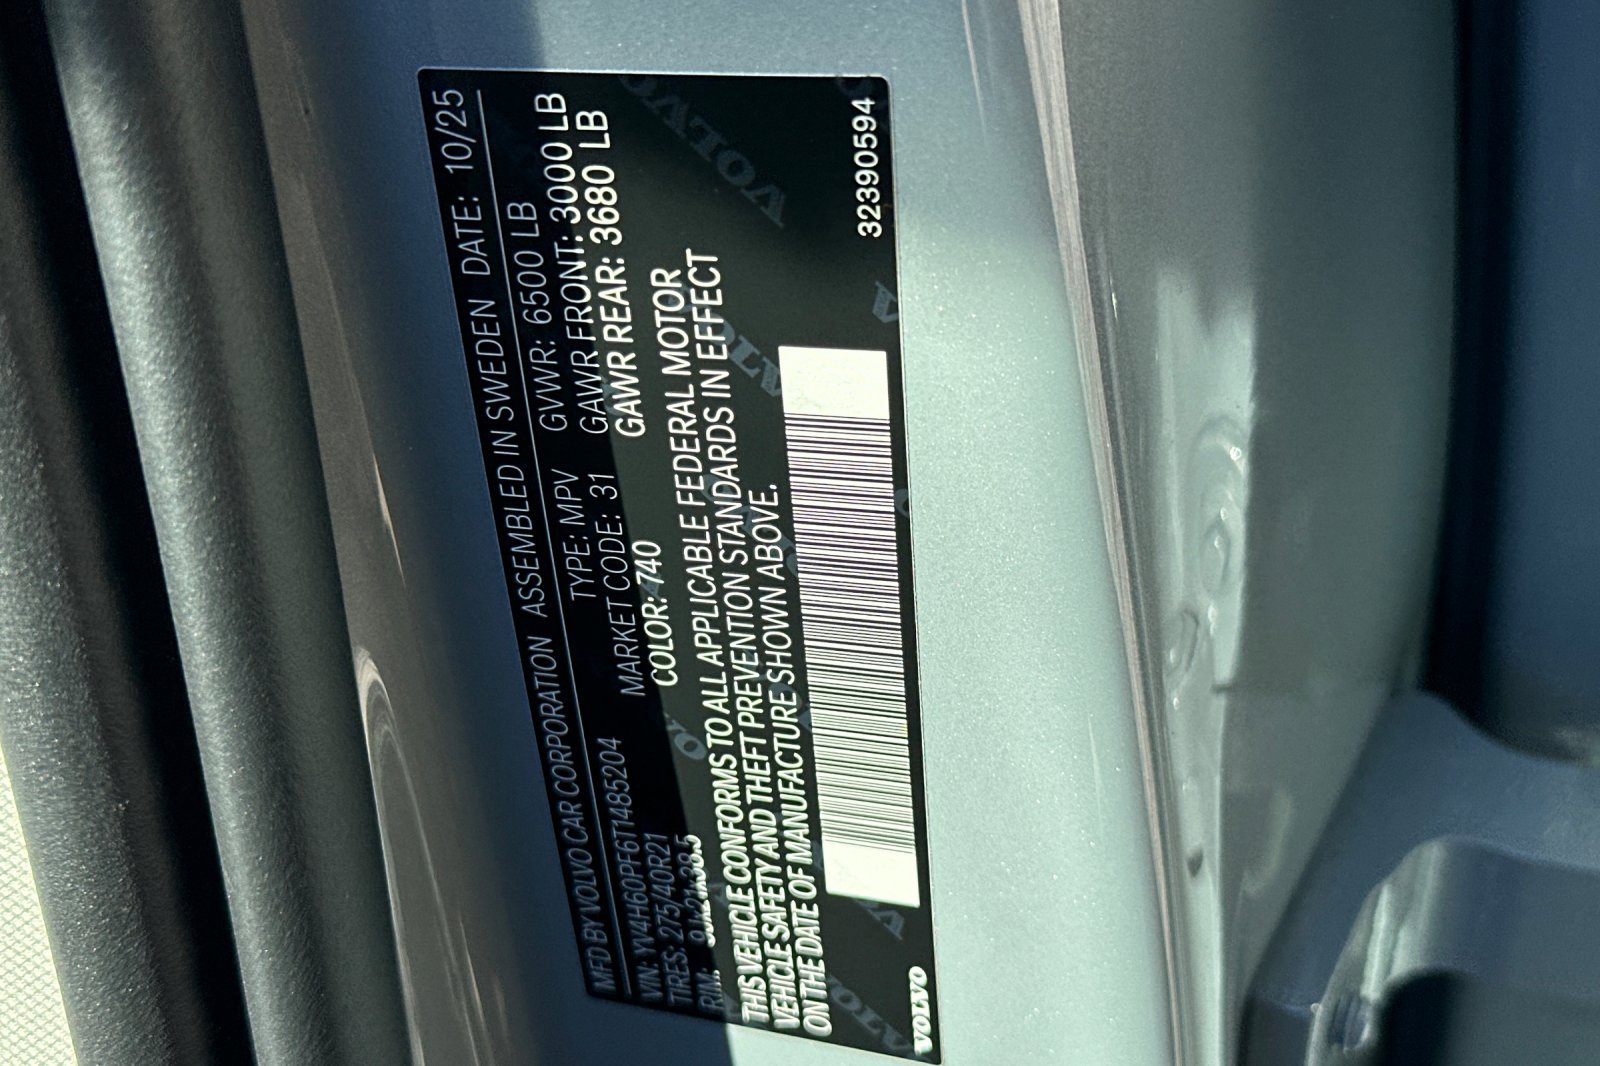 MFD BY VOLVO CAR CORPORATION ASSEMBLED IN SWEDEN DATE: 10/25
VIN: YV4H60PF6T1485204 TYPE: MPV GVWR: 6500 LB
TIRES: 275/40R21 MARKET CODE: 31 GAWR FRONT: 3000 LB
RIM: 9Jx21x38.5 COLOR: 740 GAWR REAR: 3680 LB
THIS VEHICLE CONFORMS TO ALL APPLICABLE FEDERAL MOTOR
VEHICLE SAFETY AND THEFT PREVENTION STANDARDS IN EFFECT
ON THE DATE OF MANUFACTURE SHOWN ABOVE.
VOLVO 32390594